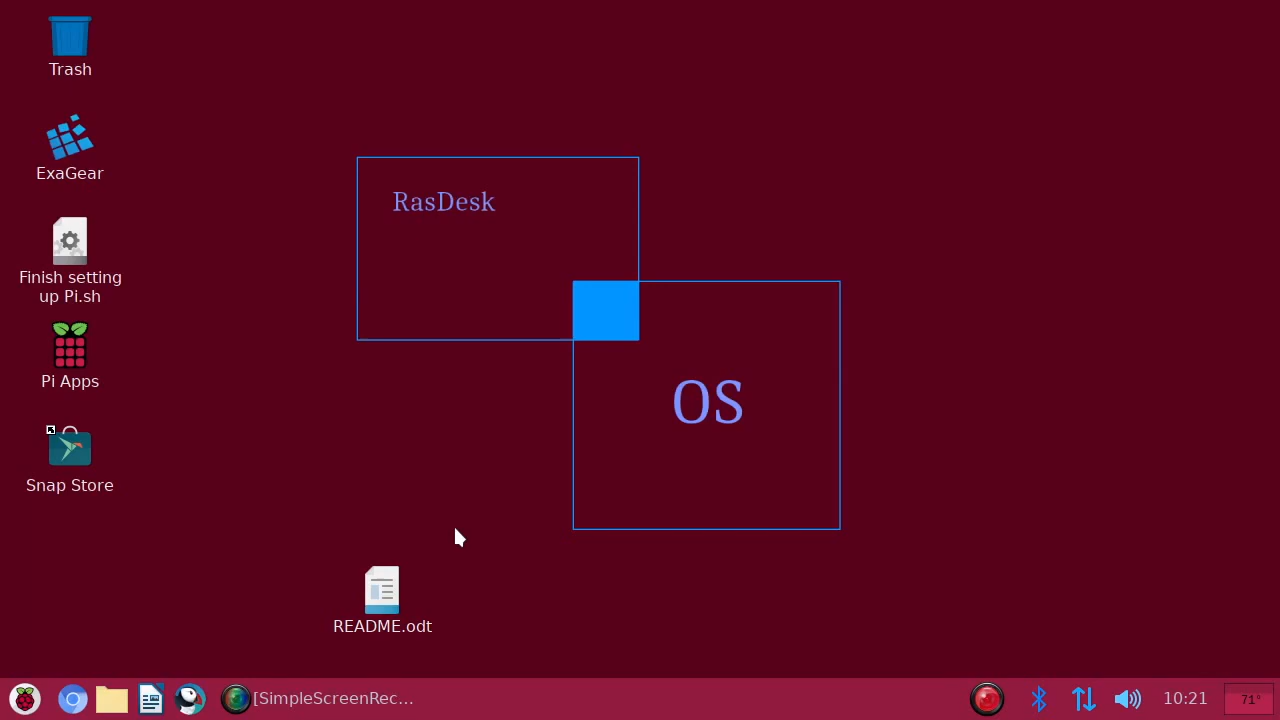 Trash
ExaGear
Finish setting
up Pi.sh
Pi Apps
Snap Store
RasDesk
OS
README.odt
[SimpleScreenRec...
10:21
71°